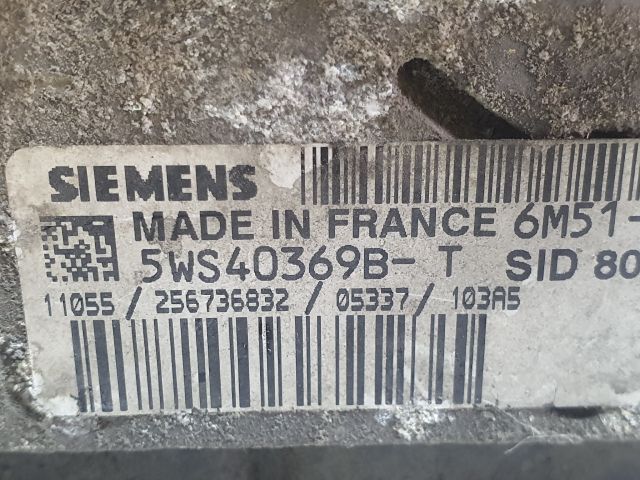 SIEMENS
MADE IN FRANCE 6M51-
5WS40369B- T SID 80
11055 / 256736832 / 05337 / 103A5